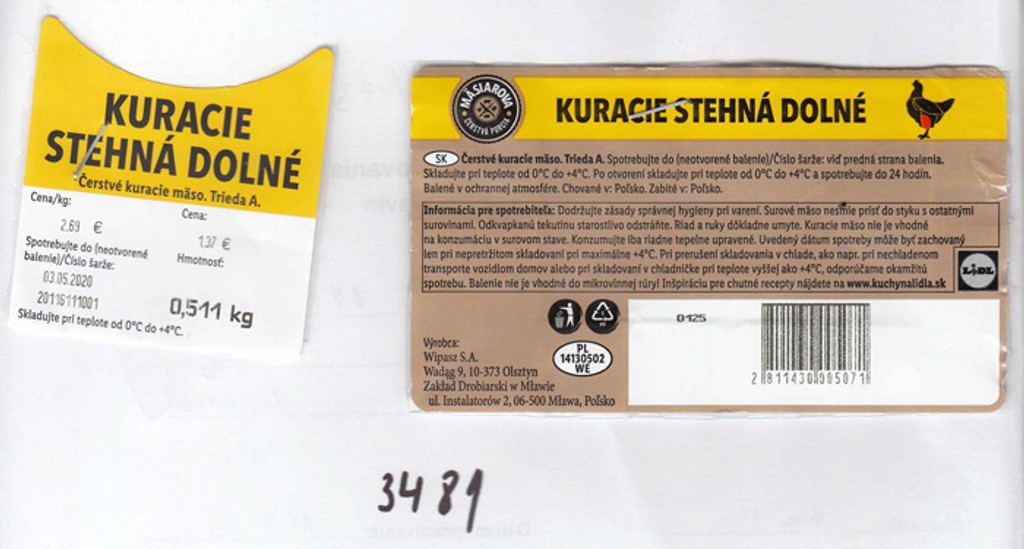 KURACIE
STEHNÁ DOLNÉ
Čerstvé kuracie mäso. Trieda A.
Cena/kg:
Cena:
2,69 €
1,37 €
Spotrebujte do (neotvorené
balenie)/Číslo šarže:
Hmotnosť:
03.05.2020
20116111001
0,511 kg
Skladujte pri teplote od 0°C do +4°C.
MÄSIAROVA
ČERSTVÁ PORCIA
KURACIE STEHNÁ DOLNÉ
SK Čerstvé kuracie mäso. Trieda A. Spotrebujte do (neotvorené balenie)/Číslo šarže: viď predná strana balenia.
Skladujte pri teplote od 0°C do +4°C. Po otvorení skladujte pri teplote od 0°C do +4°C a spotrebujte do 24 hodín.
Balené v ochrannej atmosfére. Chované v: Poľsko. Zabité v: Poľsko.
Informácia pre spotrebiteľa: Dodržujte zásady správnej hygieny pri varení. Surové mäso nesmie prísť do styku s ostatnými
surovinami. Odkvapkanú tekutinu starostlivo odstráňte. Riad a ruky dôkladne umyte. Kuracie mäso nie je vhodné
na konzumáciu v surovom stave. Konzumujte iba riadne tepelne upravené. Uvedený dátum spotreby môže byť zachovaný
len pri nepretržitom skladovaní pri maximálne +4°C. Pri prerušení skladovania v chlade, ako napr. pri nechladenom
transporte vozidlom domov alebo pri skladovaní v chladničke pri teplote vyššej ako +4°C, odporúčame okamžitú
spotrebu. Balenie nie je vhodné do mikrovlnnej rúry! Inšpiráciu pre chutné recepty nájdete na www.kuchynalidla.sk
LIDL
0125
Výrobca:
Wipasz S.A.
Wadąg 9, 10-373 Olsztyn
Zakład Drobiarski w Mławie
ul. Instalatorów 2, 06-500 Mława, Poľsko
PL
14130502
WE
2 811430 005071
3481